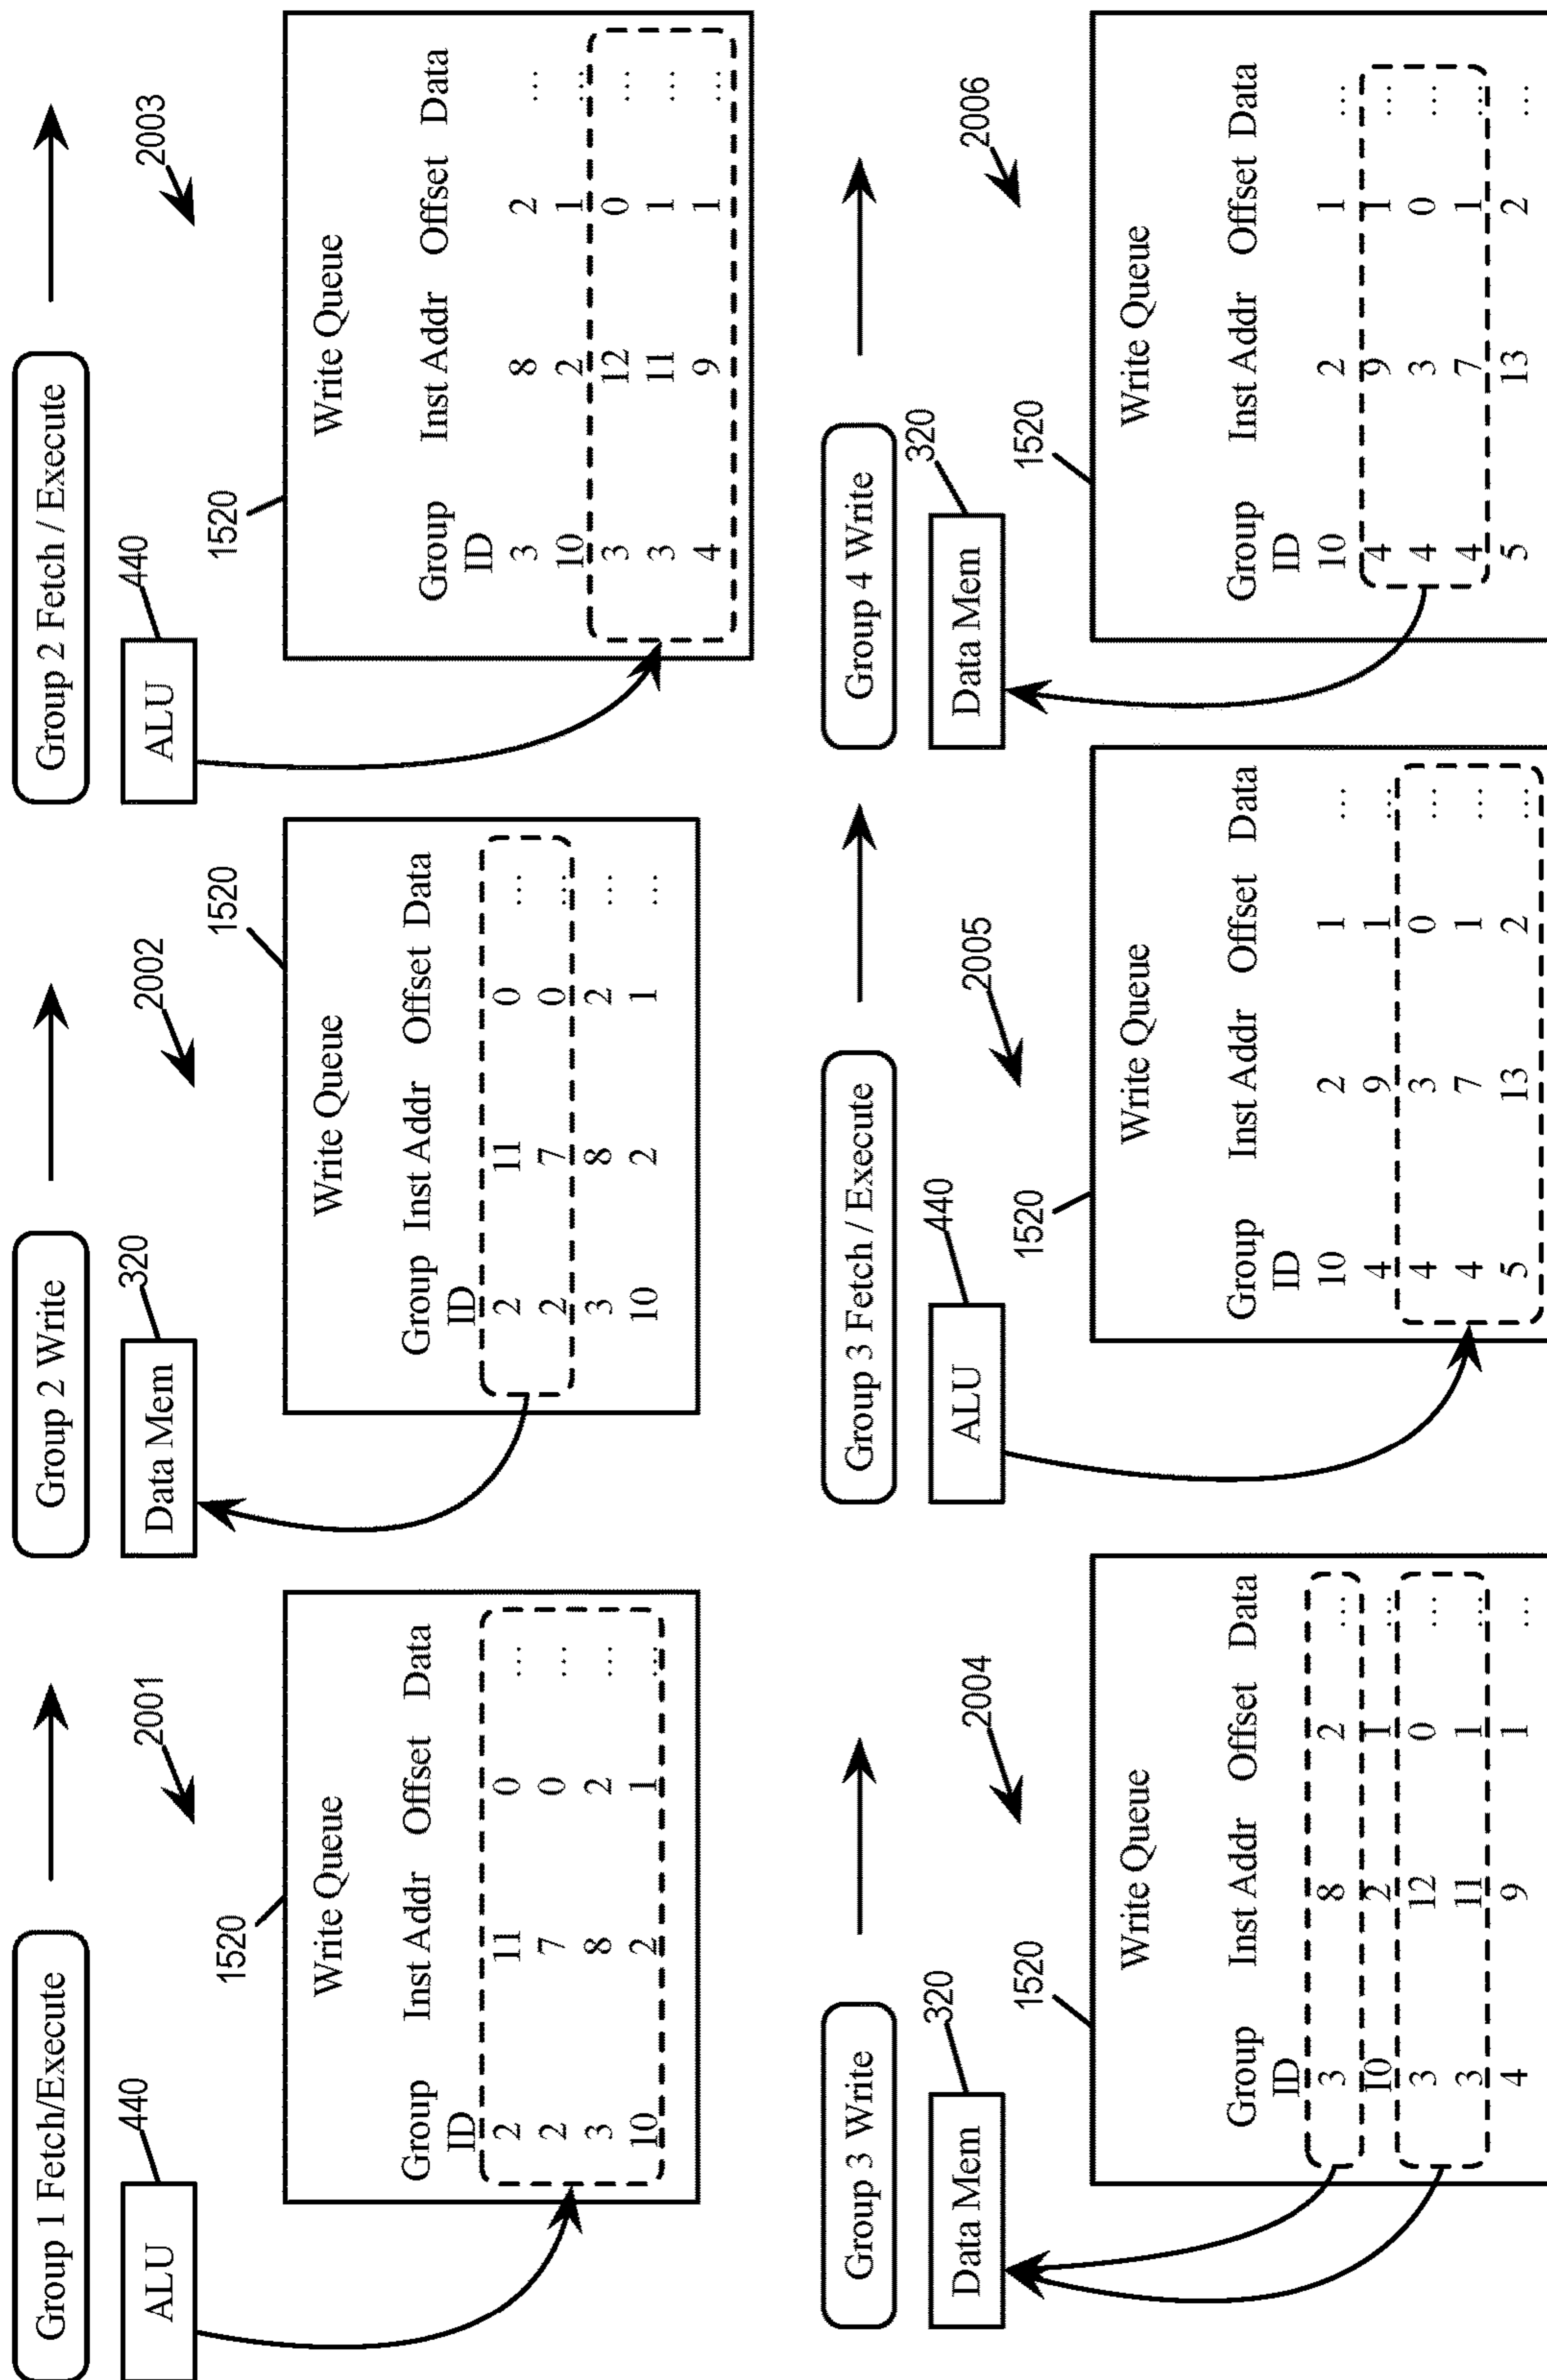 Group 1 Fetch/Execute
2001
ALU
440
1520
Write Queue
Group ID Inst Addr Offset Data
2 11 0 ...
2 7 0 ...
3 8 2 ...
10 2 1 ...
Group 2 Write
2002
Data Mem
320
1520
Write Queue
Group ID Inst Addr Offset Data
2 11 0 ...
2 7 0 ...
3 8 2 ...
10 2 1 ...
Group 2 Fetch / Execute
2003
ALU
440
1520
Write Queue
Group ID Inst Addr Offset Data
3 8 2 ...
10 2 1 ...
3 12 0 ...
3 11 1 ...
4 9 1 ...
Group 3 Write
2004
Data Mem
320
1520
Write Queue
Group ID Inst Addr Offset Data
3 8 2 ...
10 2 1 ...
3 12 0 ...
3 11 1 ...
4 9 1 ...
Group 3 Fetch / Execute
2005
ALU
440
1520
Write Queue
Group ID Inst Addr Offset Data
10 2 1 ...
4 9 1 ...
4 3 0 ...
4 7 1 ...
5 13 2 ...
Group 4 Write
2006
Data Mem
320
1520
Write Queue
Group ID Inst Addr Offset Data
10 2 1 ...
4 9 1 ...
4 3 0 ...
4 7 1 ...
5 13 2 ...